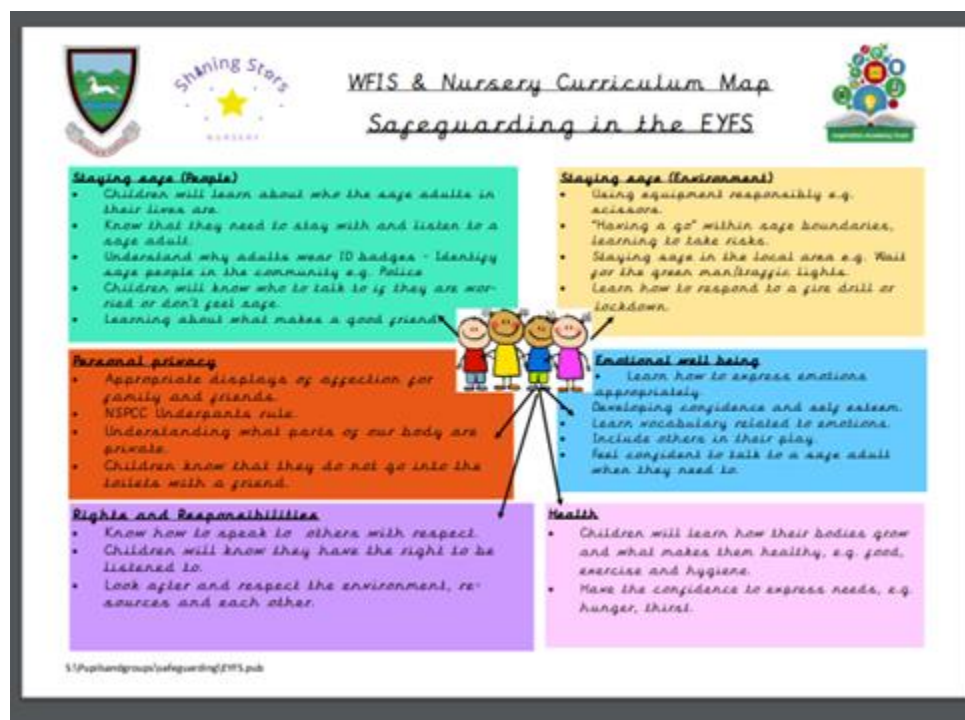 Shining Stars
NURSERY
WFIS & Nursery Curriculum Map
Safeguarding in the EYFS
Staying safe (People)
• Children will learn about who the safe adults in
their lives are.
• Know that they need to stay with and listen to a
safe adult.
• Understand why adults wear ID badges - Identify
safe people in the community e.g. Police
• Children will know who to talk to if they are wor-
ried or don't feel safe.
• Learning about what makes a good friend
Staying safe (Environment)
• Using equipment responsibly e.g.
scissors.
• "Having a go" within safe boundaries,
learning to take risks.
• Staying safe in the local area e.g. Wait
for the green man/traffic lights.
• Learn how to respond to a fire drill or
lockdown.
Personal privacy
• Appropriate displays of affection for
family and friends.
• NSPCC Underpants rule.
• Understanding what parts of our body are
private.
• Children know that they do not go into the
toilets with a friend.
Emotional well being
• Learn how to express emotions
appropriately.
• Developing confidence and self esteem.
• Learn vocabulary related to emotions.
• Include others in their play.
• Feel confident to talk to a safe adult
when they need to.
Rights and Responsibilities
• Know how to speak to others with respect.
• Children will know they have the right to be
listened to.
• Look after and respect the environment, re-
sources and each other.
Health
• Children will learn how their bodies grow
and what makes them healthy, e.g. food,
exercise and hygiene.
• Have the confidence to express needs, e.g.
hunger, thirst.
S:\Pupilsandgroups\safeguarding\EYFS.pub